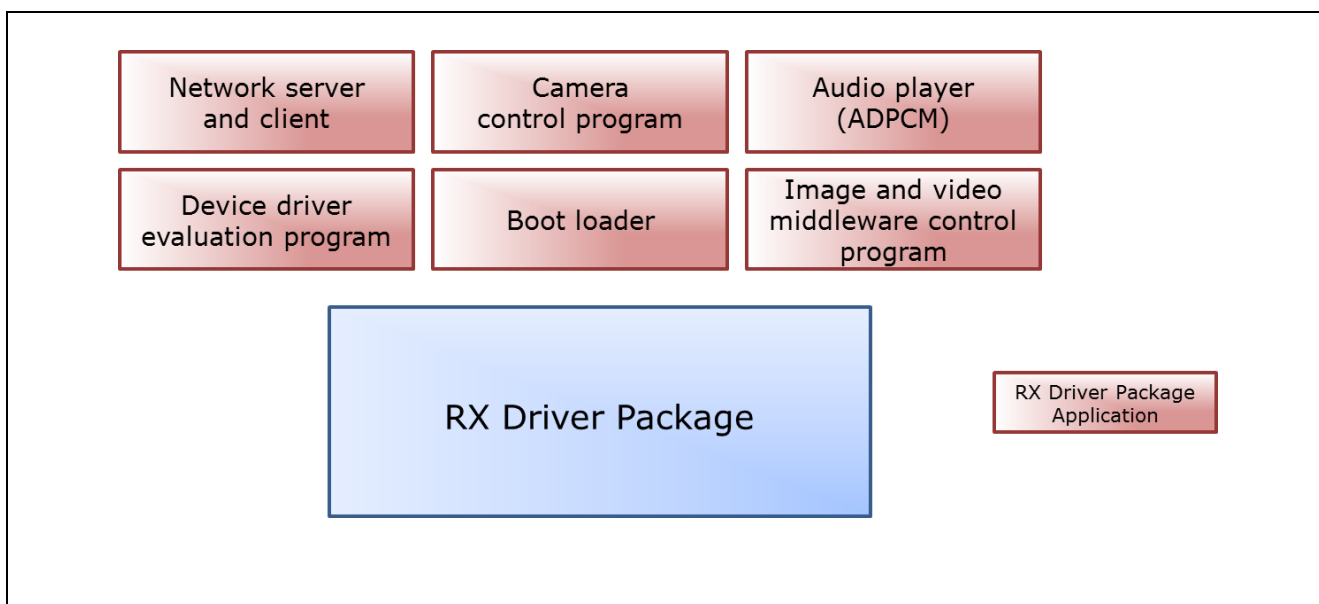 Network server
and client
Camera
control program
Audio player
(ADPCM)
Device driver
evaluation program
Boot loader
Image and video
middleware control
program
RX Driver Package
RX Driver Package
Application